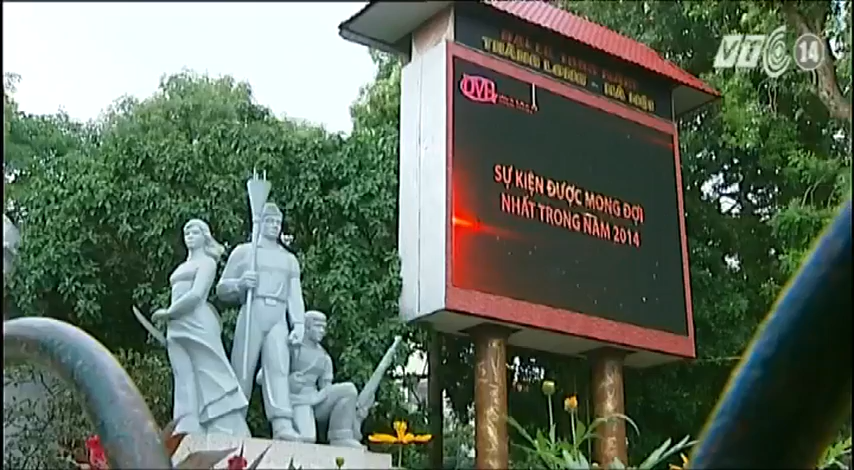 VTC 14
THĂNG LONG - HÀ NỘI
SỰ KIỆN ĐƯỢC MONG ĐỢI
NHẤT TRONG NĂM 2014